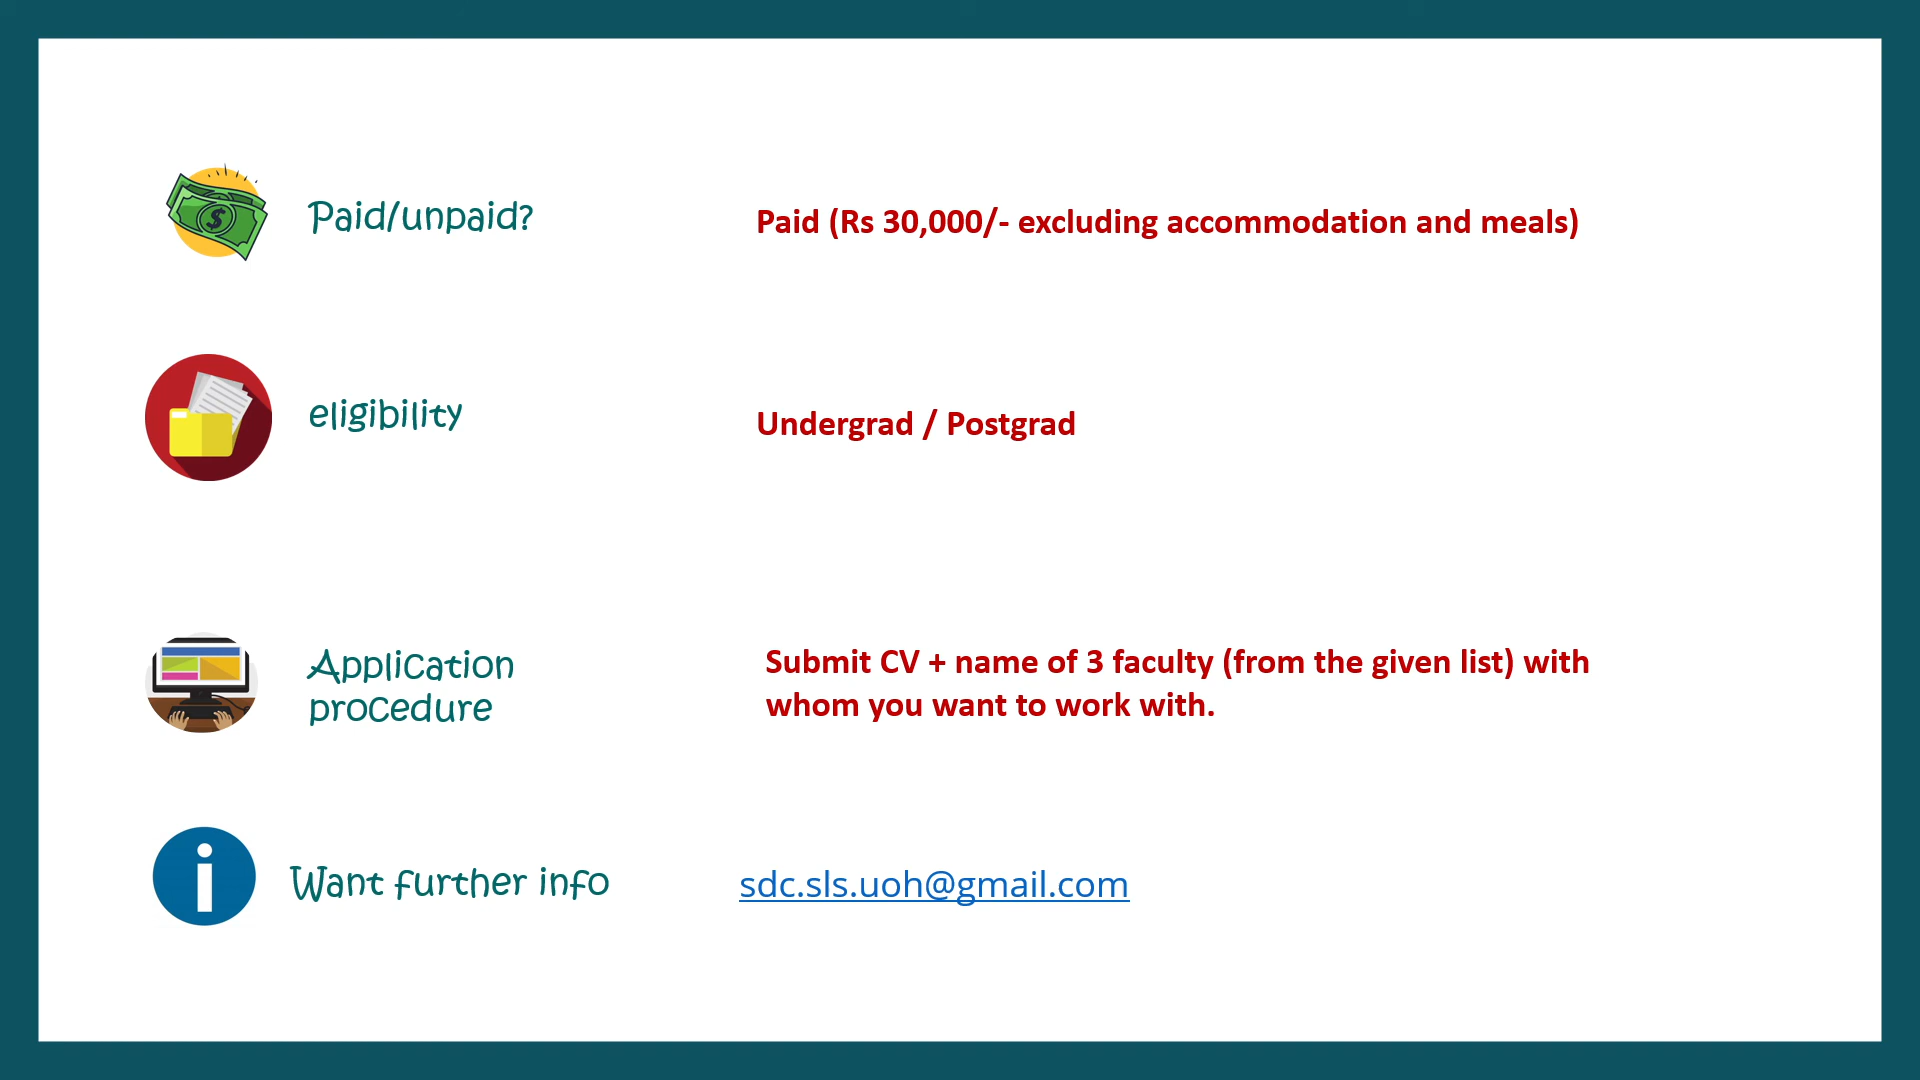 Paid/unpaid?
Paid (Rs 30,000/- excluding accommodation and meals)
eligibility
Undergrad / Postgrad
Application
procedure
Submit CV + name of 3 faculty (from the given list) with
whom you want to work with.
Want further info
sdc.sls.uoh@gmail.com